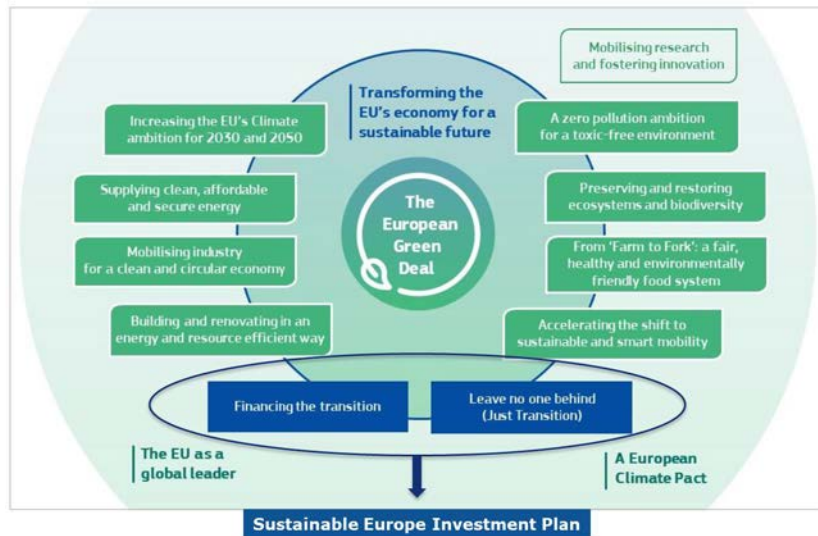 Mobilising research
and fostering innovation
Transforming the
EU's economy for a
sustainable future
Increasing the EU's Climate
ambition for 2030 and 2050
A zero pollution ambition
for a toxic-free environment
Supplying clean, affordable
and secure energy
Preserving and restoring
ecosystems and biodiversity
The
European
Green
Deal
Mobilising industry
for a clean and circular economy
From 'Farm to Fork': a fair,
healthy and environmentally
friendly food system
Building and renovating in an
energy and resource efficient way
Accelerating the shift to
sustainable and smart mobility
Financing the transition
Leave no one behind
(Just Transition)
The EU as a
global leader
A European
Climate Pact
Sustainable Europe Investment Plan